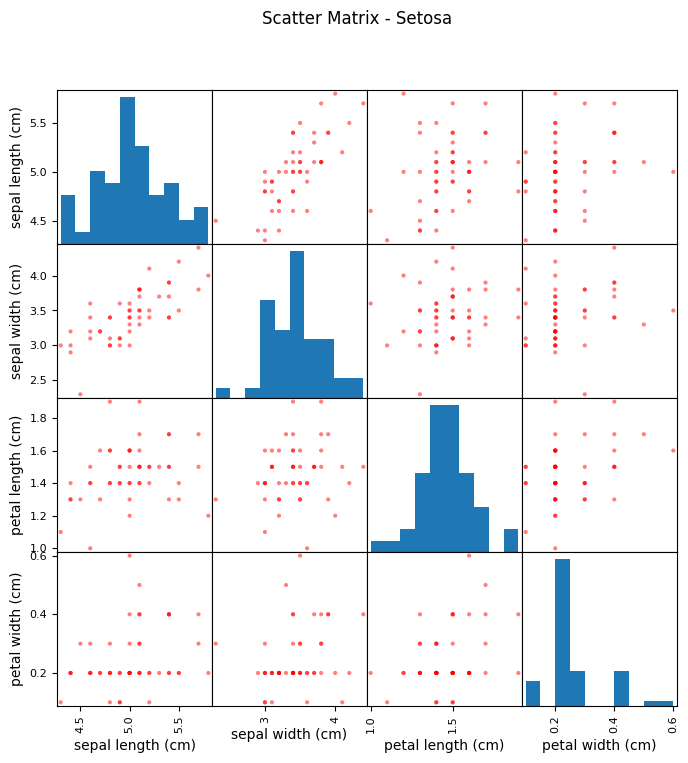 Scatter Matrix - Setosa
sepal length (cm)
5.5
5.0
4.5
sepal width (cm)
4.0
3.5
3.0
2.5
petal length (cm)
1.8
1.6
1.4
1.2
1.0
petal width (cm)
0.6
0.4
0.2
4.5 5.0 5.5
sepal length (cm)
3 4
sepal width (cm)
1.0 1.5
petal length (cm)
0.2 0.4 0.6
petal width (cm)